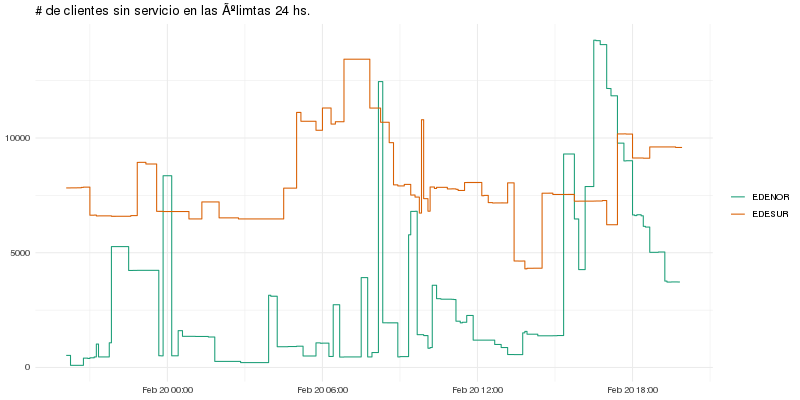 # de clientes sin servicio en las Ãºlimtas 24 hs.
10000
5000
0
Feb 20 00:00
Feb 20 06:00
Feb 20 12:00
Feb 20 18:00
EDENOR
EDESUR